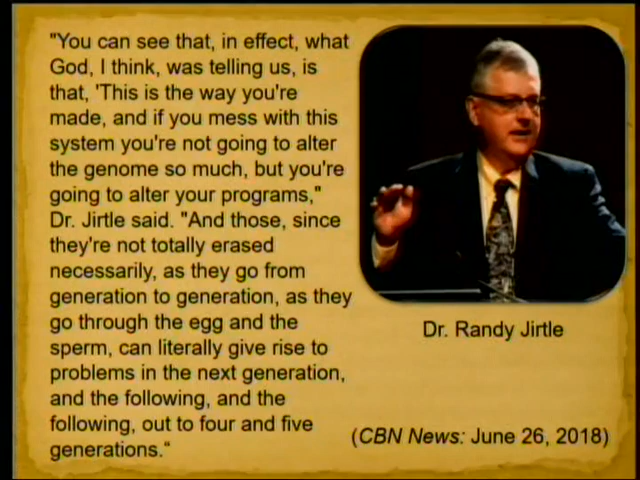 "You can see that, in effect, what
God, I think, was telling us, is
that, 'This is the way you're
made, and if you mess with this
system you're not going to alter
the genome so much, but you're
going to alter your programs,"
Dr. Jirtle said. "And those, since
they're not totally erased
necessarily, as they go from
generation to generation, as they
go through the egg and the
sperm, can literally give rise to
problems in the next generation,
and the following, and the
following, out to four and five
generations.“
Dr. Randy Jirtle
(CBN News: June 26, 2018)